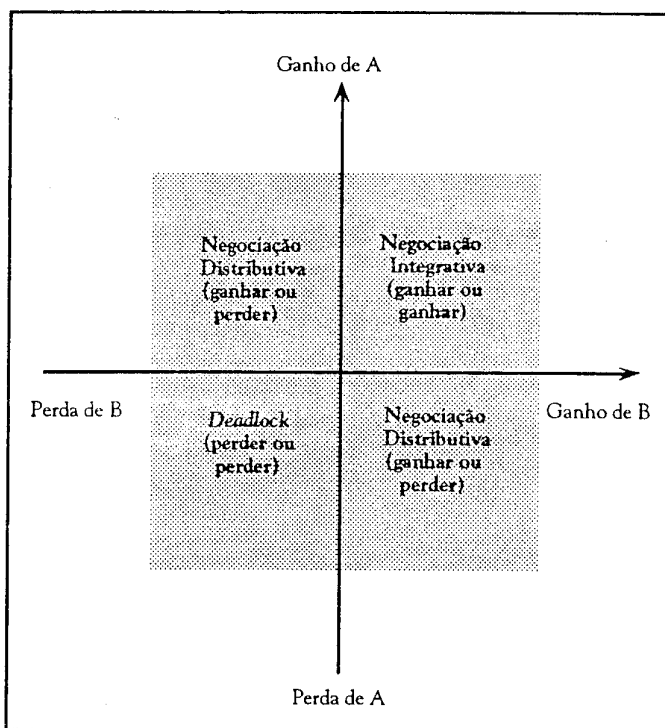 Ganho de A
Negociação
Distributiva
(ganhar ou
perder)
Negociação
Integrativa
(ganhar ou
ganhar)
Perda de B
Ganho de B
Deadlock
(perder ou
perder)
Negociação
Distributiva
(ganhar ou
perder)
Perda de A